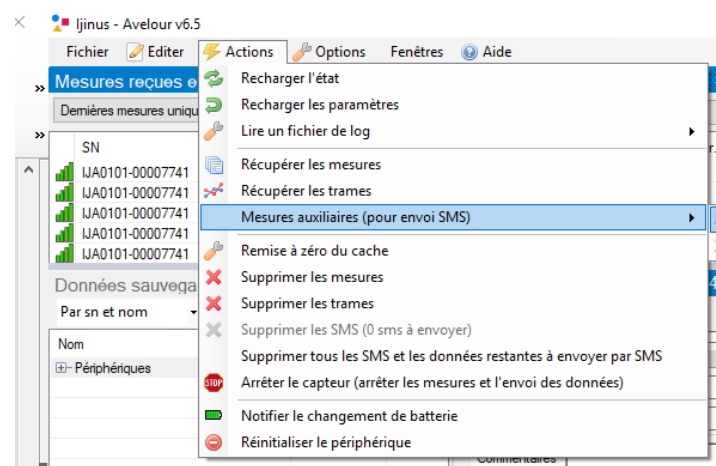 Ijinus - Avelour v6.5
Fichier Editer Actions Options Fenêtres Aide
Mesures reçues e
Dernières mesures uniqu
SN
IJA0101-00007741
IJA0101-00007741
IJA0101-00007741
IJA0101-00007741
IJA0101-00007741
Données sauvega
Par sn et nom
Nom
Périphériques
Recharger l'état
Recharger les paramètres
Lire un fichier de log
Récupérer les mesures
Récupérer les trames
Mesures auxiliaires (pour envoi SMS)
Remise à zéro du cache
Supprimer les mesures
Supprimer les trames
Supprimer les SMS (0 sms à envoyer)
Supprimer tous les SMS et les données restantes à envoyer par SMS
STOP Arrêter le capteur (arrêter les mesures et l'envoi des données)
Notifier le changement de batterie
Réinitialiser le périphérique
Commentaires